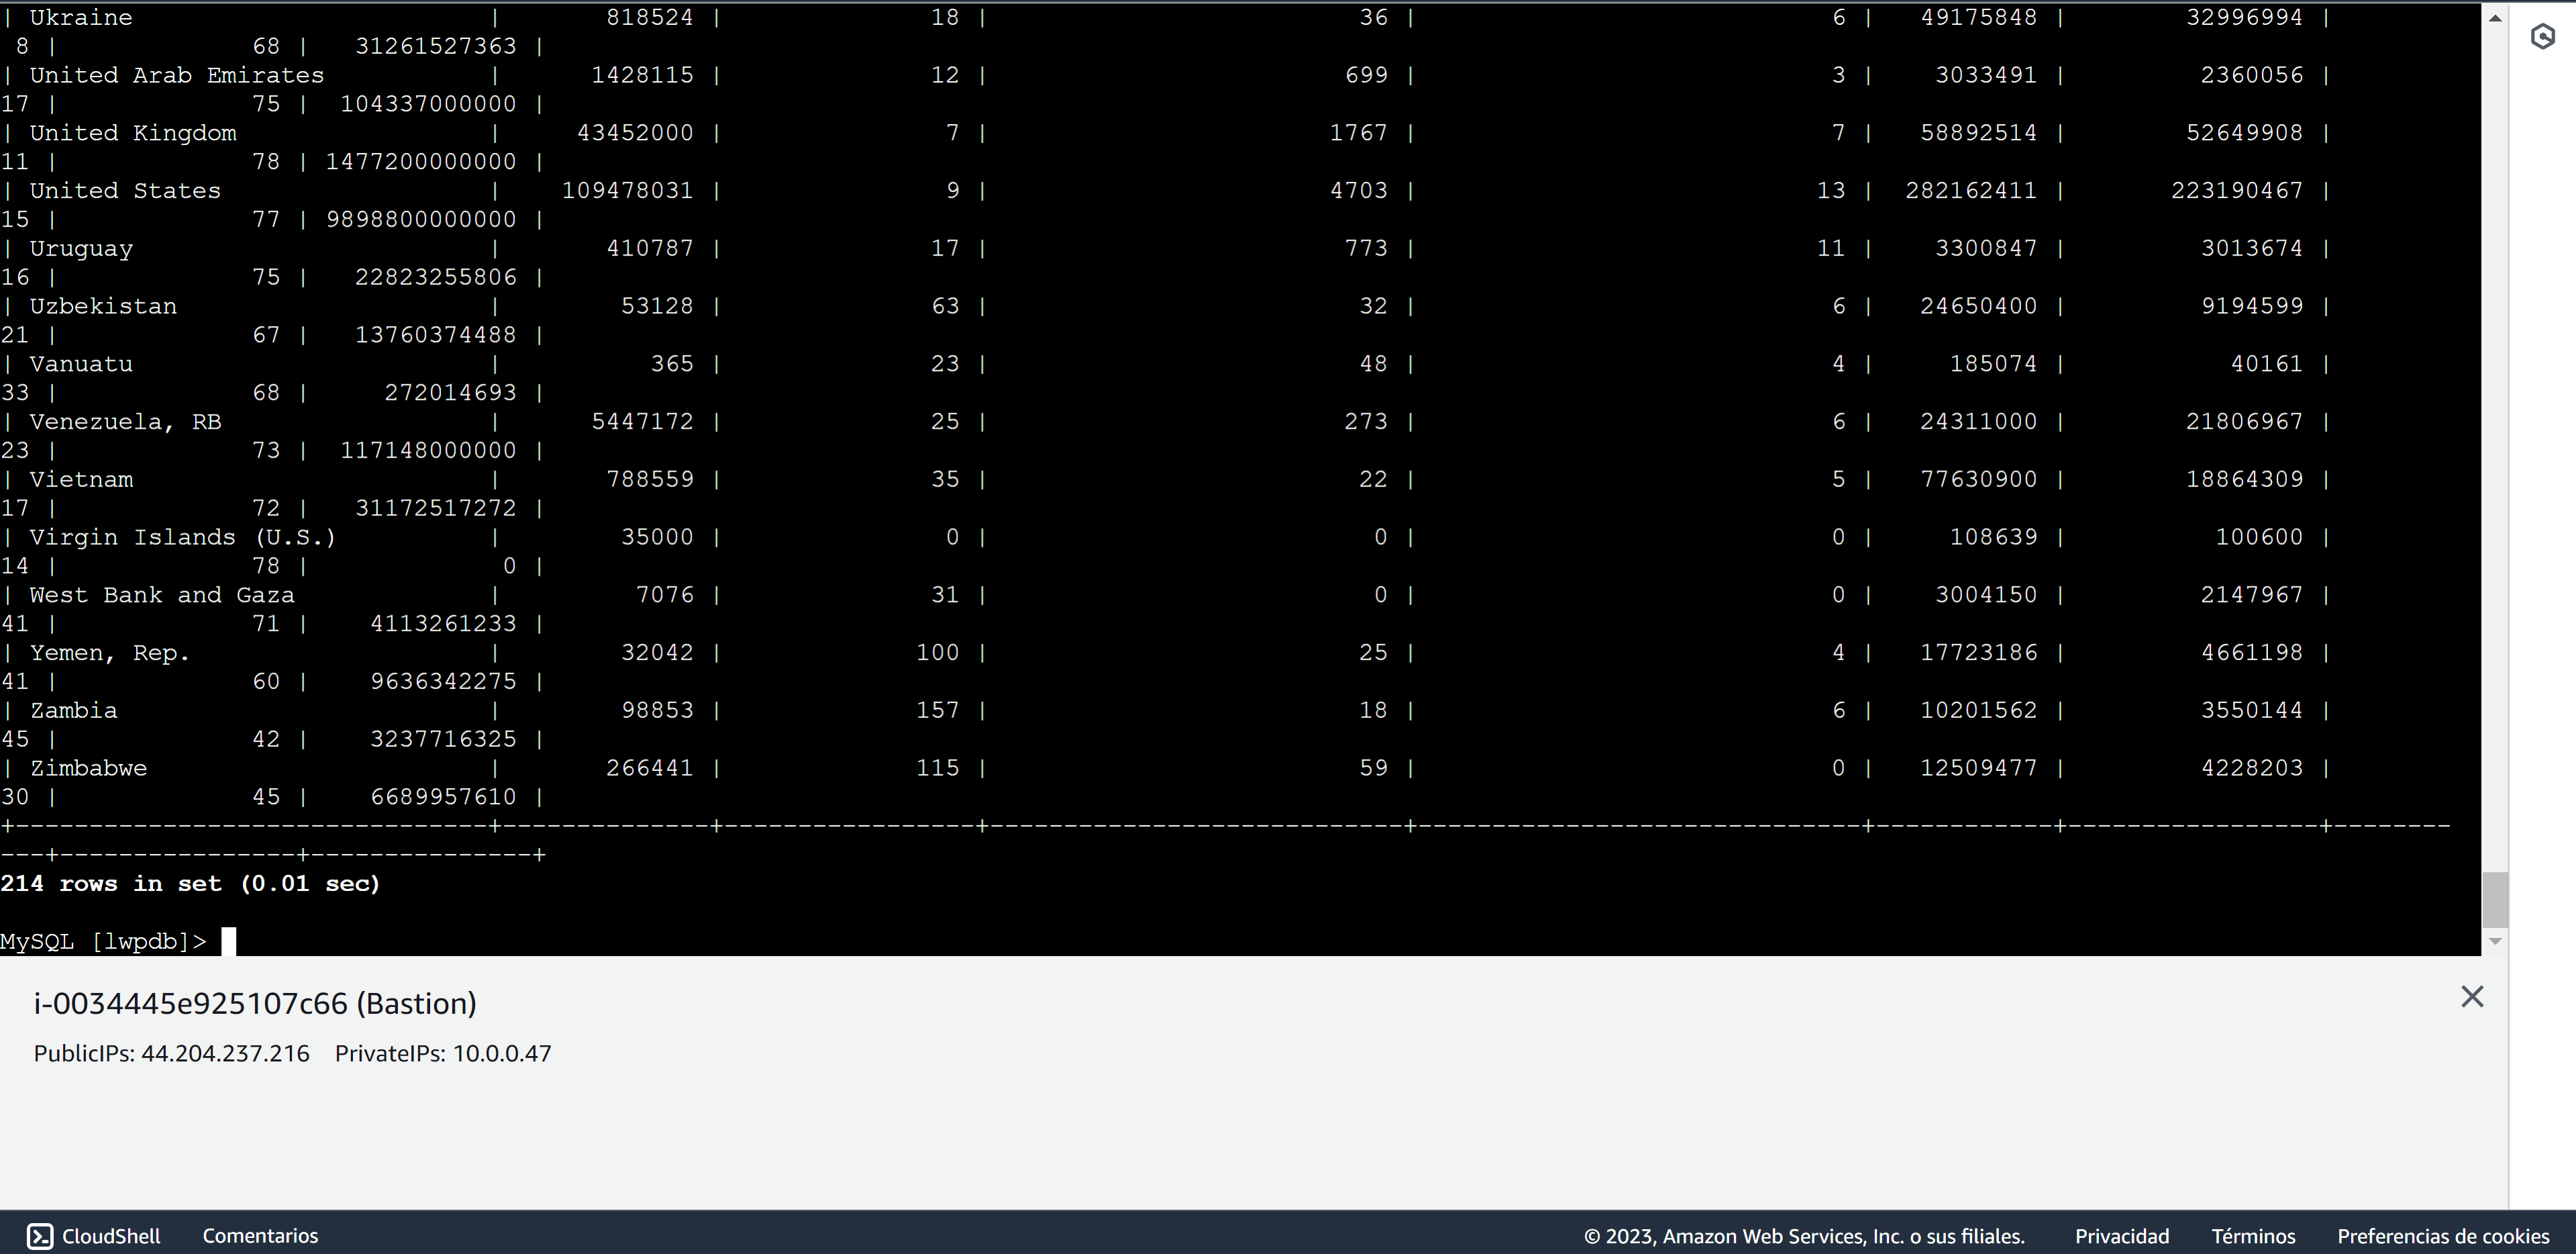 | Ukraine | 818524 | 18 | 36 | 6 | 49175848 | 32996994 |
8 | 68 | 31261527363 |
| United Arab Emirates | 1428115 | 12 | 699 | 3 | 3033491 | 2360056 |
17 | 75 | 104337000000 |
| United Kingdom | 43452000 | 7 | 1767 | 7 | 58892514 | 52649908 |
11 | 78 | 1477200000000 |
| United States | 109478031 | 9 | 4703 | 13 | 282162411 | 223190467 |
15 | 77 | 9898800000000 |
| Uruguay | 410787 | 17 | 773 | 11 | 3300847 | 3013674 |
16 | 75 | 22823255806 |
| Uzbekistan | 53128 | 63 | 32 | 6 | 24650400 | 9194599 |
21 | 67 | 13760374488 |
| Vanuatu | 365 | 23 | 48 | 4 | 185074 | 40161 |
33 | 68 | 272014693 |
| Venezuela, RB | 5447172 | 25 | 273 | 6 | 24311000 | 21806967 |
23 | 73 | 117148000000 |
| Vietnam | 788559 | 35 | 22 | 5 | 77630900 | 18864309 |
17 | 72 | 31172517272 |
| Virgin Islands (U.S.) | 35000 | 0 | 0 | 0 | 108639 | 100600 |
14 | 78 | 0 |
| West Bank and Gaza | 7076 | 31 | 0 | 0 | 3004150 | 2147967 |
41 | 71 | 4113261233 |
| Yemen, Rep. | 32042 | 100 | 25 | 4 | 17723186 | 4661198 |
41 | 60 | 9636342275 |
| Zambia | 98853 | 157 | 18 | 6 | 10201562 | 3550144 |
45 | 42 | 3237716325 |
| Zimbabwe | 266441 | 115 | 59 | 0 | 12509477 | 4228203 |
30 | 45 | 6689957610 |
+--------------------------------+--------------+-----------------+----------------------------+------------------------------+------------+-----------------+--------
---+----------------+---------------+
214 rows in set (0.01 sec)
MySQL [lwpdb]>
i-0034445e925107c66 (Bastion)
PublicIPs: 44.204.237.216 PrivateIPs: 10.0.0.47
CloudShell Comentarios © 2023, Amazon Web Services, Inc. o sus filiales. Privacidad Términos Preferencias de cookies